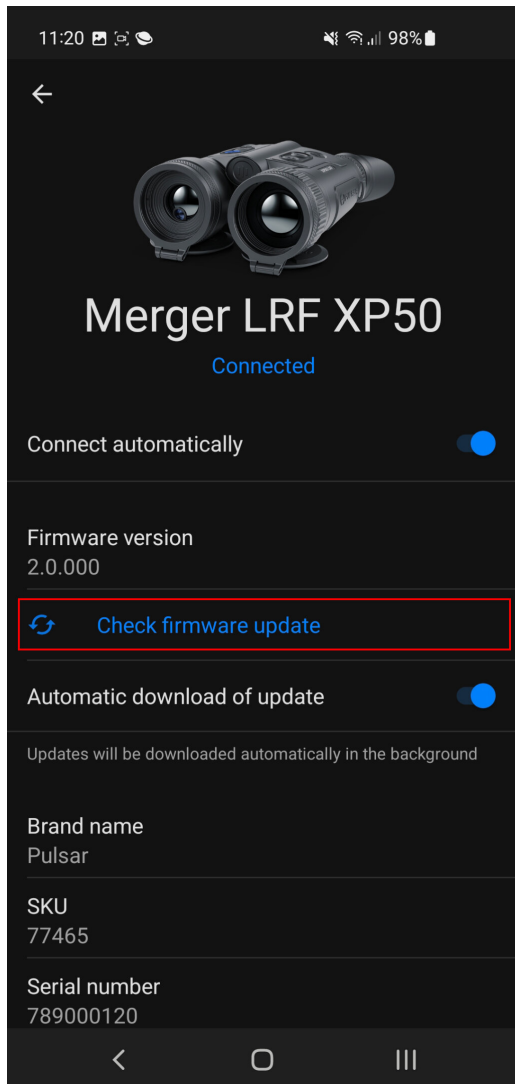 11:20 98%
Merger LRF XP50
Connected
Connect automatically
Firmware version
2.0.000
Check firmware update
Automatic download of update
Updates will be downloaded automatically in the background
Brand name
Pulsar
SKU
77465
Serial number
789000120